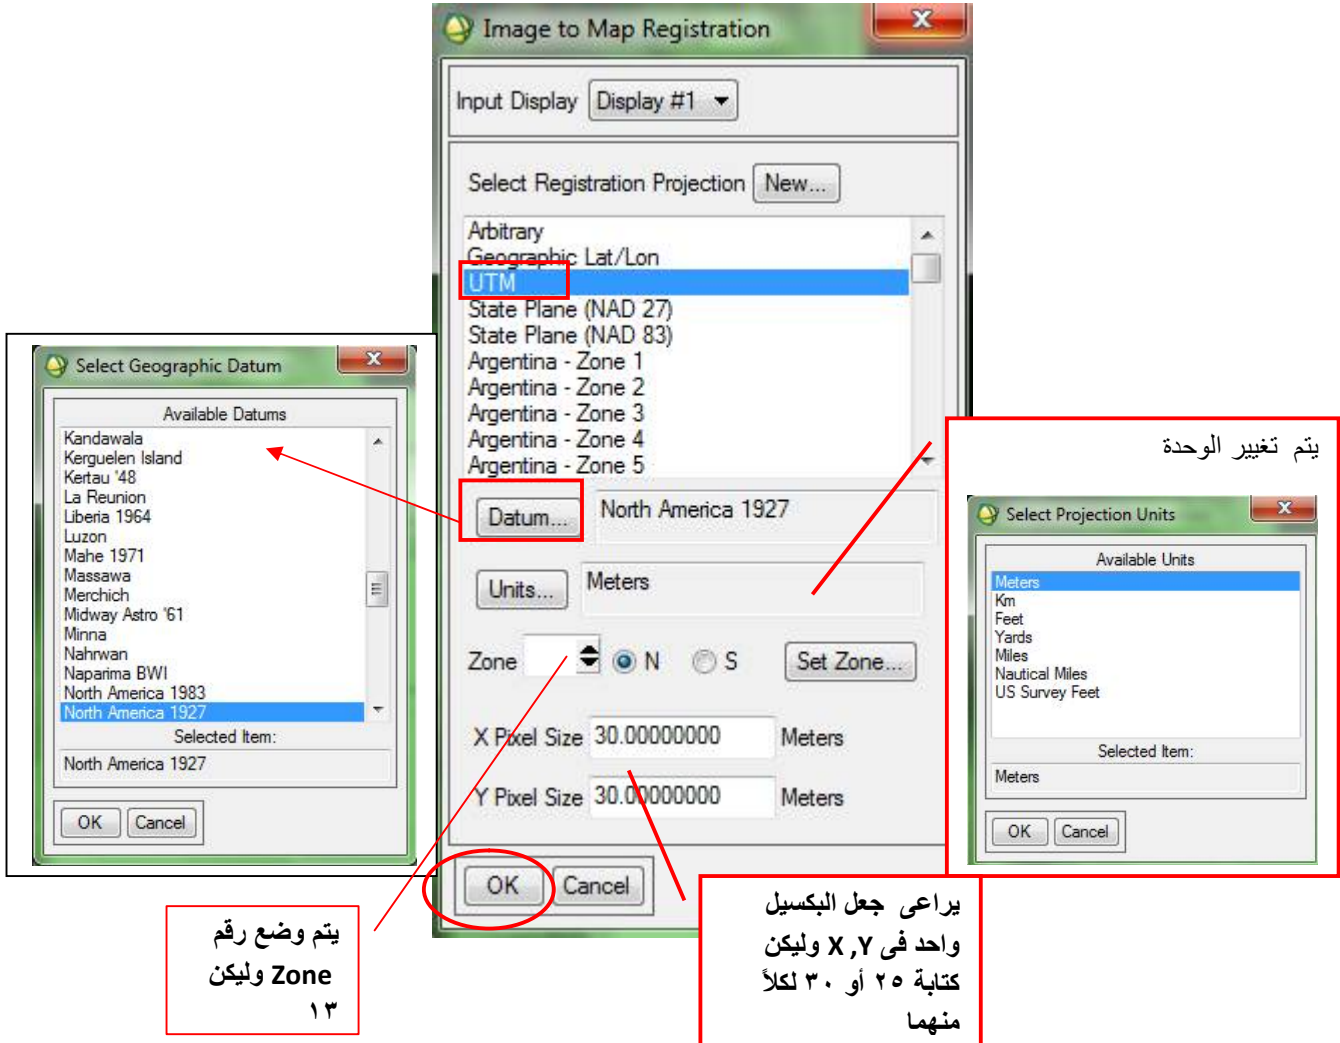 Image to Map Registration
Input Display Display #1
Select Registration Projection New...
Arbitrary
Geographic Lat/Lon
UTM
State Plane (NAD 27)
State Plane (NAD 83)
Argentina - Zone 1
Argentina - Zone 2
Argentina - Zone 3
Argentina - Zone 4
Argentina - Zone 5
Datum... North America 1927
Units... Meters
Zone N S Set Zone...
X Pixel Size 30.00000000 Meters
Y Pixel Size 30.00000000 Meters
OK Cancel
Select Geographic Datum
Available Datums
Kandawala
Kerguelen Island
Kertau '48
La Reunion
Liberia 1964
Luzon
Mahe 1971
Massawa
Merchich
Midway Astro '61
Minna
Nahrwan
Naparima BWI
North America 1983
North America 1927
Selected Item:
North America 1927
OK Cancel
يتم تغيير الوحدة
Select Projection Units
Available Units
Meters
Km
Feet
Yards
Miles
Nautical Miles
US Survey Feet
Selected Item:
Meters
OK Cancel
يتم وضع رقم
Zone وليكن
١٣
يراعى جعل البكسيل
واحد فى X, Y وليكن
كتابة ٢٥ أو ٣٠ لكلاً
منهما